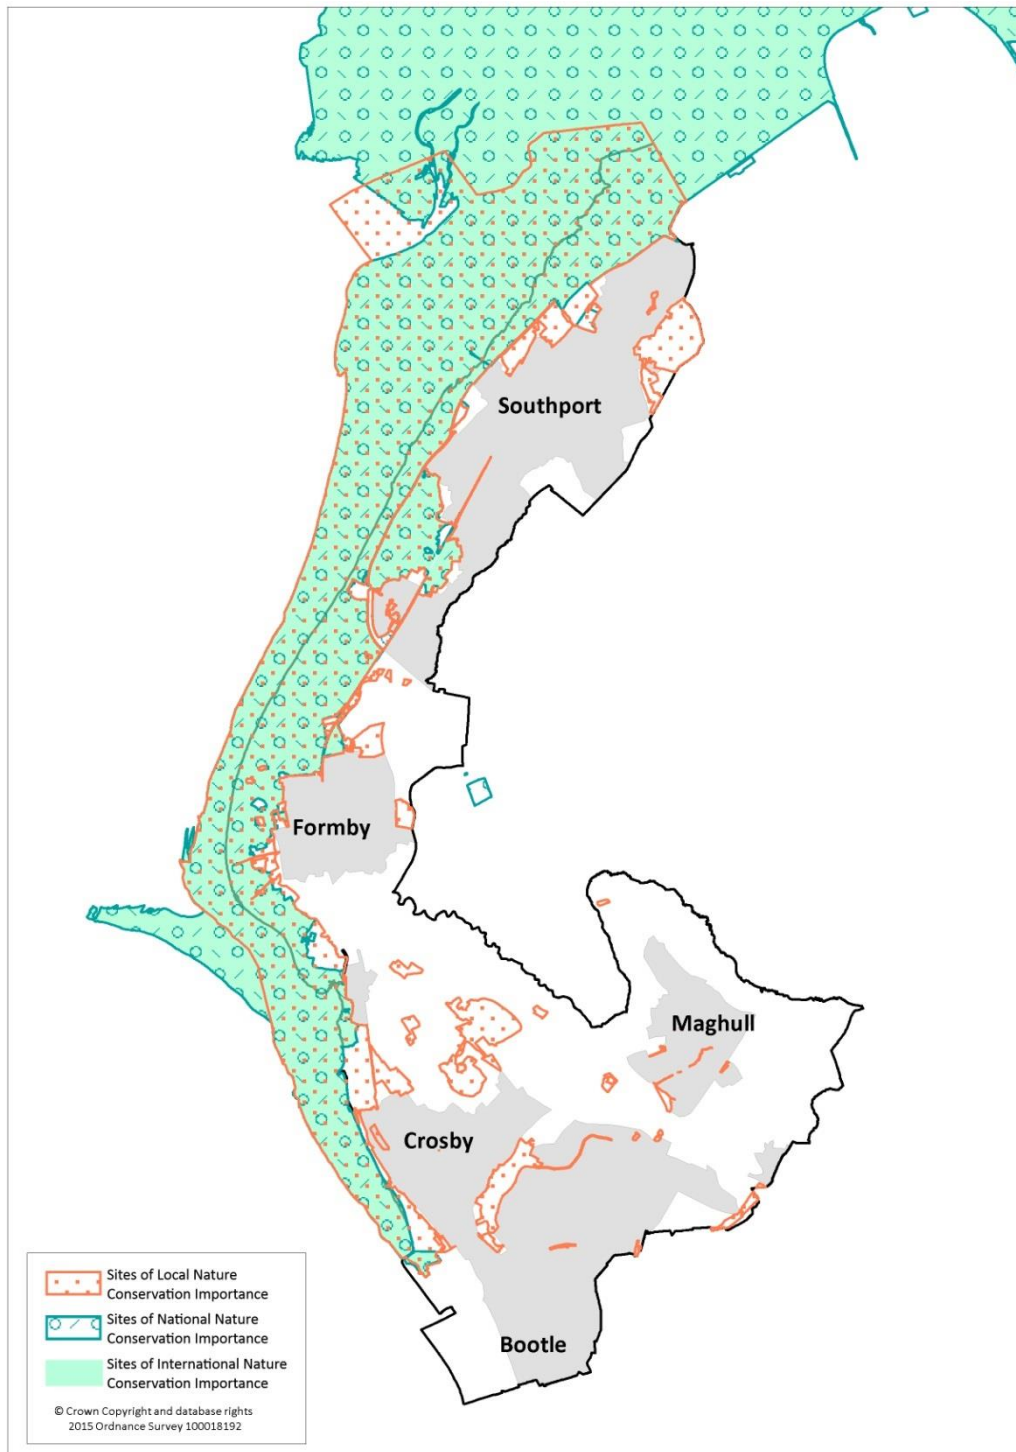 Southport
Formby
Maghull
Crosby
Bootle
Sites of Local Nature
Conservation Importance
Sites of National Nature
Conservation Importance
Sites of International Nature
Conservation Importance
© Crown Copyright and database rights
2015 Ordnance Survey 100018192